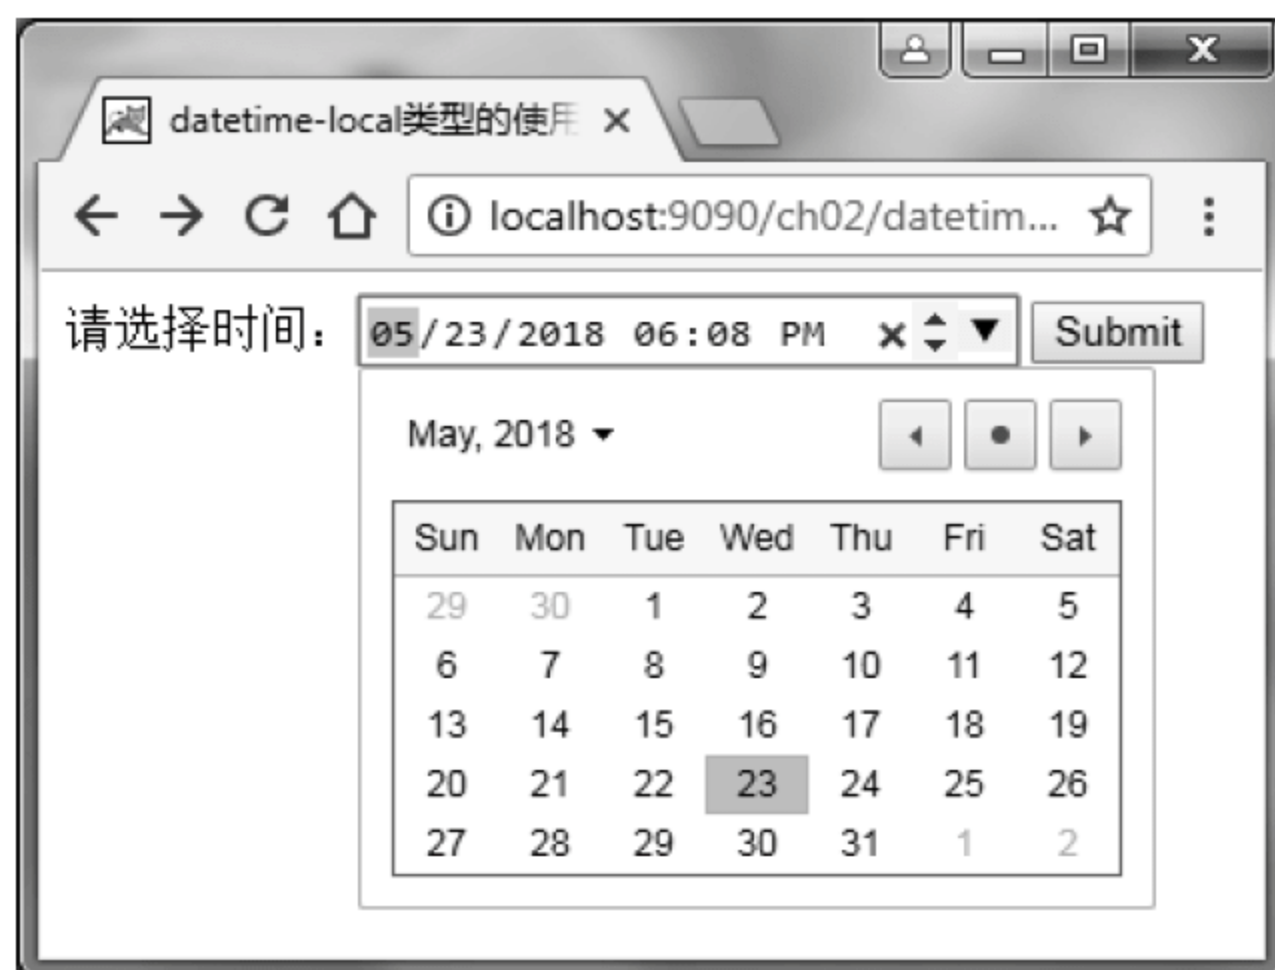 datetime-local类型的使用
localhost:9090/ch02/datetim...
请选择时间： 05/23/2018 06:08 PM Submit
May, 2018
Sun Mon Tue Wed Thu Fri Sat
29 30 1 2 3 4 5
6 7 8 9 10 11 12
13 14 15 16 17 18 19
20 21 22 23 24 25 26
27 28 29 30 31 1 2